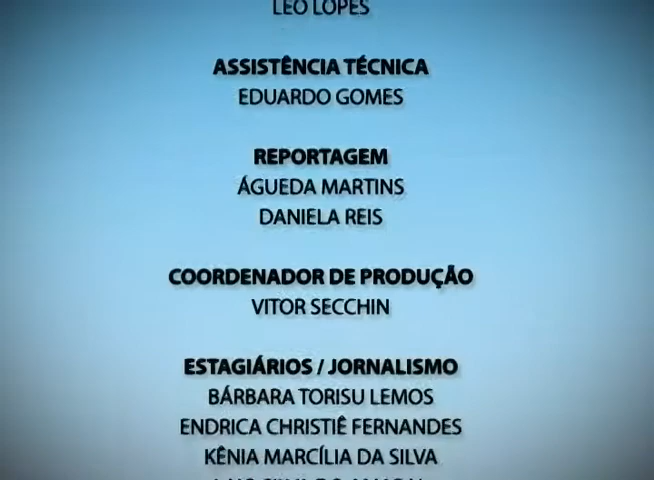 LEO LOPES
ASSISTÊNCIA TÉCNICA
EDUARDO GOMES
REPORTAGEM
ÁGUEDA MARTINS
DANIELA REIS
COORDENADOR DE PRODUÇÃO
VITOR SECCHIN
ESTAGIÁRIOS / JORNALISMO
BÁRBARA TORISU LEMOS
ENDRICA CHRISTIÊ FERNANDES
KÊNIA MARCÍLIA DA SILVA